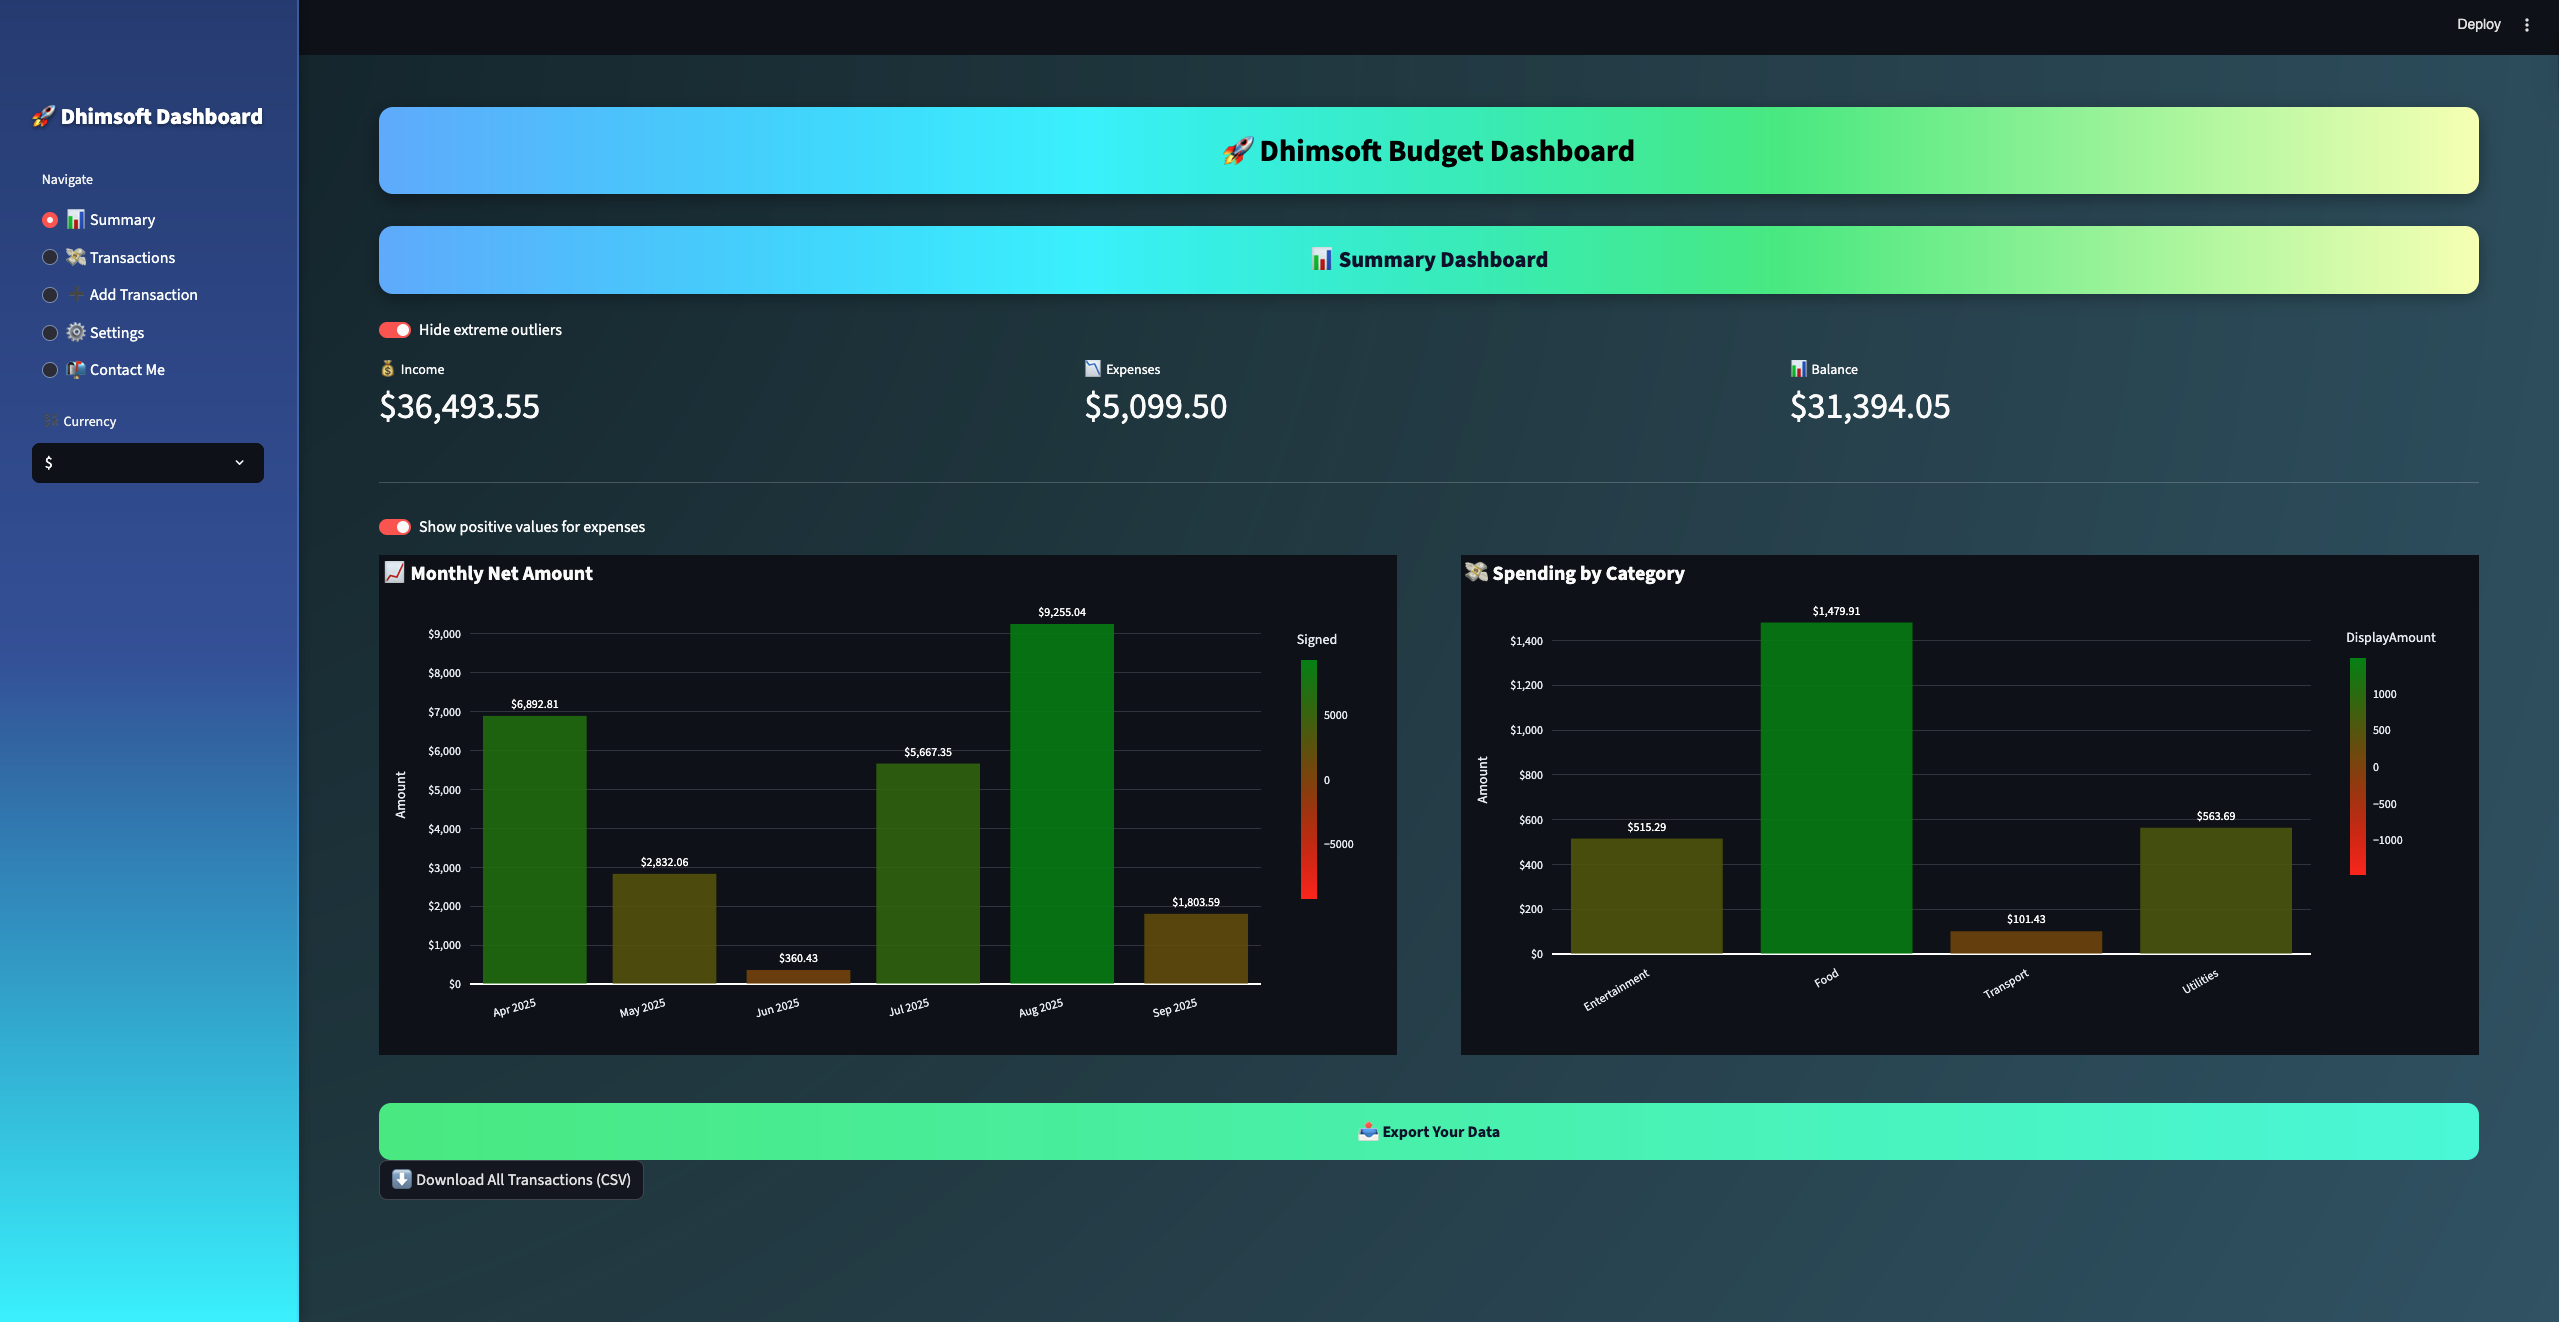 Deploy
🚀 Dhimsoft Dashboard
Navigate
📊 Summary
💸 Transactions
➕ Add Transaction
⚙️ Settings
📬 Contact Me
Currency
$
🚀 Dhimsoft Budget Dashboard
📊 Summary Dashboard
Hide extreme outliers
💰 Income
$36,493.55
📉 Expenses
$5,099.50
📊 Balance
$31,394.05
Show positive values for expenses
📈 Monthly Net Amount
Amount
$9,000
$8,000
$7,000
$6,000
$5,000
$4,000
$3,000
$2,000
$1,000
$0
$6,892.81
$2,832.06
$360.43
$5,667.35
$9,255.04
$1,803.59
Apr 2025
May 2025
Jun 2025
Jul 2025
Aug 2025
Sep 2025
Signed
5000
0
−5000
💸 Spending by Category
Amount
$1,400
$1,200
$1,000
$800
$600
$400
$200
$0
$515.29
$1,479.91
$101.43
$563.69
Entertainment
Food
Transport
Utilities
DisplayAmount
1000
500
0
−500
−1000
📤 Export Your Data
⬇️ Download All Transactions (CSV)